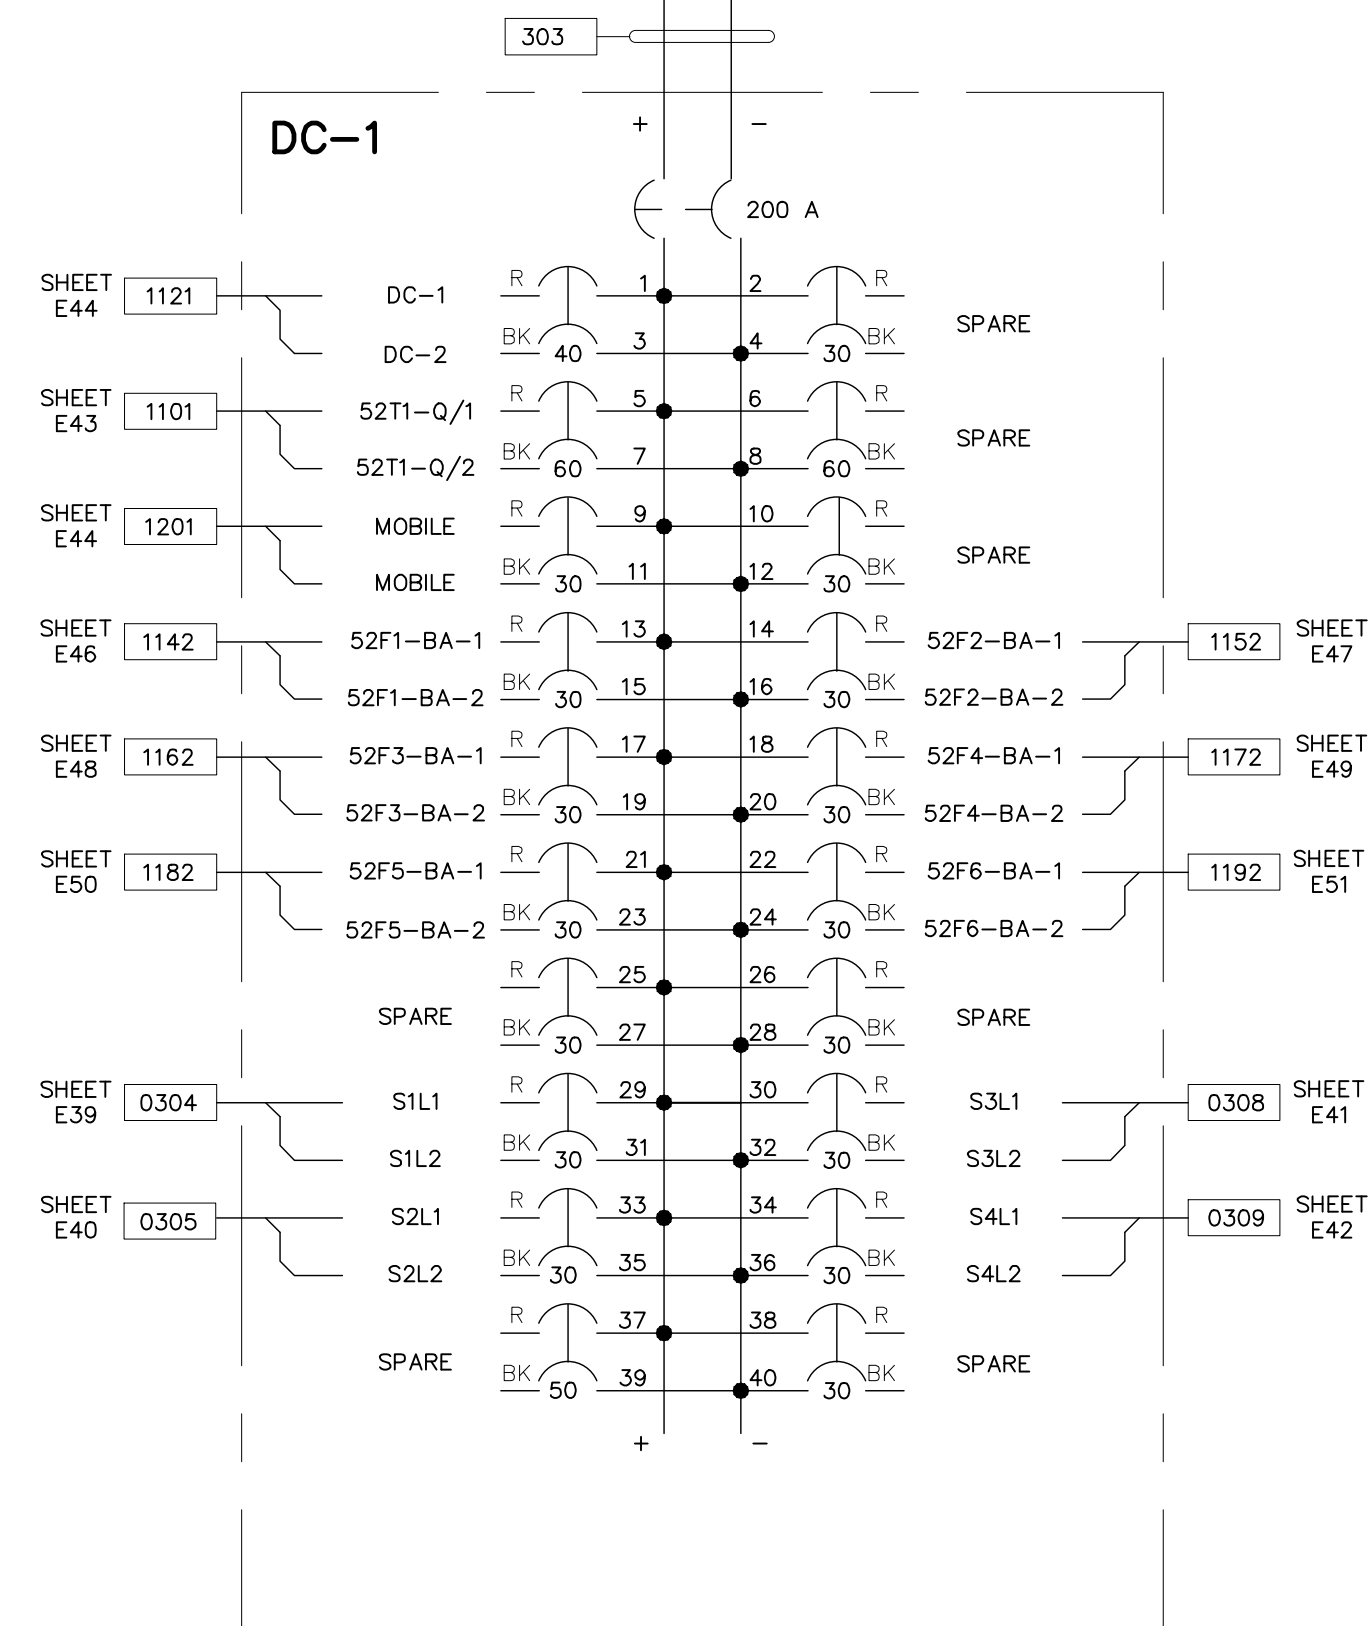 303
DC-1
+ -
200 A
SHEET E44 1121 DC-1 R 1 2 R
DC-2 BK 40 3 4 30 BK SPARE
SHEET E43 1101 52T1-Q/1 R 5 6 R
52T1-Q/2 BK 60 7 8 60 BK SPARE
SHEET E44 1201 MOBILE R 9 10 R
MOBILE BK 30 11 12 30 BK SPARE
SHEET E46 1142 52F1-BA-1 R 13 14 R 52F2-BA-1 1152 SHEET E47
52F1-BA-2 BK 30 15 16 30 BK 52F2-BA-2
SHEET E48 1162 52F3-BA-1 R 17 18 R 52F4-BA-1 1172 SHEET E49
52F3-BA-2 BK 30 19 20 30 BK 52F4-BA-2
SHEET E50 1182 52F5-BA-1 R 21 22 R 52F6-BA-1 1192 SHEET E51
52F5-BA-2 BK 30 23 24 30 BK 52F6-BA-2
R 25 26 R
SPARE BK 30 27 28 30 BK SPARE
SHEET E39 0304 S1L1 R 29 30 R S3L1 0308 SHEET E41
S1L2 BK 30 31 32 30 BK S3L2
SHEET E40 0305 S2L1 R 33 34 R S4L1 0309 SHEET E42
S2L2 BK 30 35 36 30 BK S4L2
R 37 38 R
SPARE BK 50 39 40 30 BK SPARE
+ -